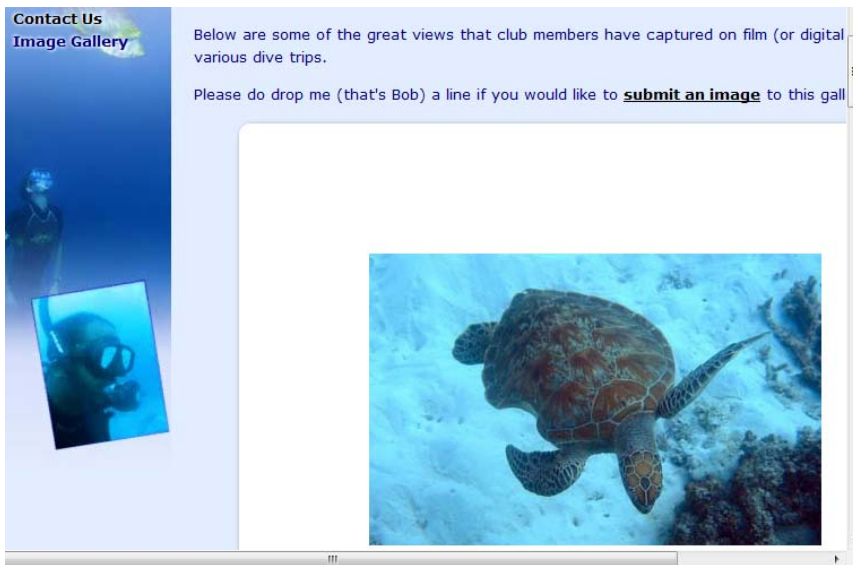 Contact Us
Image Gallery
Below are some of the great views that club members have captured on film (or digital
various dive trips.
Please do drop me (that's Bob) a line if you would like to submit an image to this gall